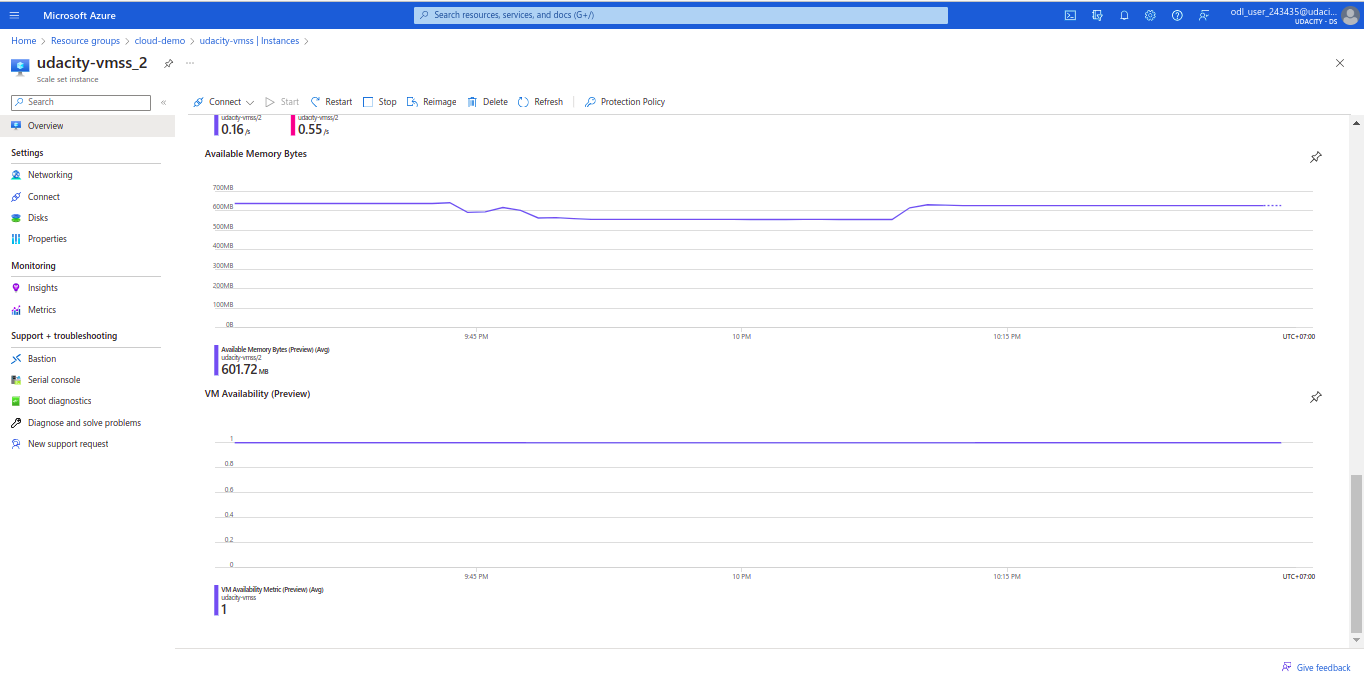 Microsoft Azure
Search resources, services, and docs (G+/)
odl_user_243435@udaci...
UDACITY - DS
Home > Resource groups > cloud-demo > udacity-vmss | Instances >
udacity-vmss_2
...
Scale set instance
Search
«
Connect
Start
Restart
Stop
Reimage
Delete
Refresh
Protection Policy
Overview
Settings
Networking
Connect
Disks
Properties
Monitoring
Insights
Metrics
Support + troubleshooting
Bastion
Serial console
Boot diagnostics
Diagnose and solve problems
New support request
udacity-vmss/2
0.16 /s
udacity-vmss/2
0.55 /s
Available Memory Bytes
700MB
600MB
500MB
400MB
300MB
200MB
100MB
0B
9:45 PM
10 PM
10:15 PM
UTC+07:00
Available Memory Bytes (Preview) (Avg)
udacity-vmss/2
601.72 MB
VM Availability (Preview)
1
0.8
0.6
0.4
0.2
0
9:45 PM
10 PM
10:15 PM
UTC+07:00
VM Availability Metric (Preview) (Avg)
udacity-vmss
1
Give feedback